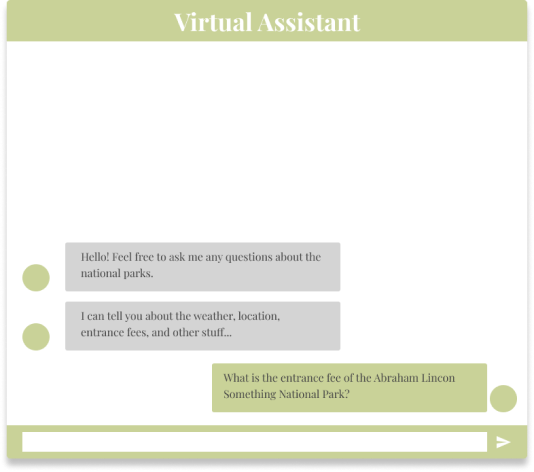 Virtual Assistant
Hello! Feel free to ask me any questions about the
national parks.
I can tell you about the weather, location,
entrance fees, and other stuff...
What is the entrance fee of the Abraham Lincon
Something National Park?